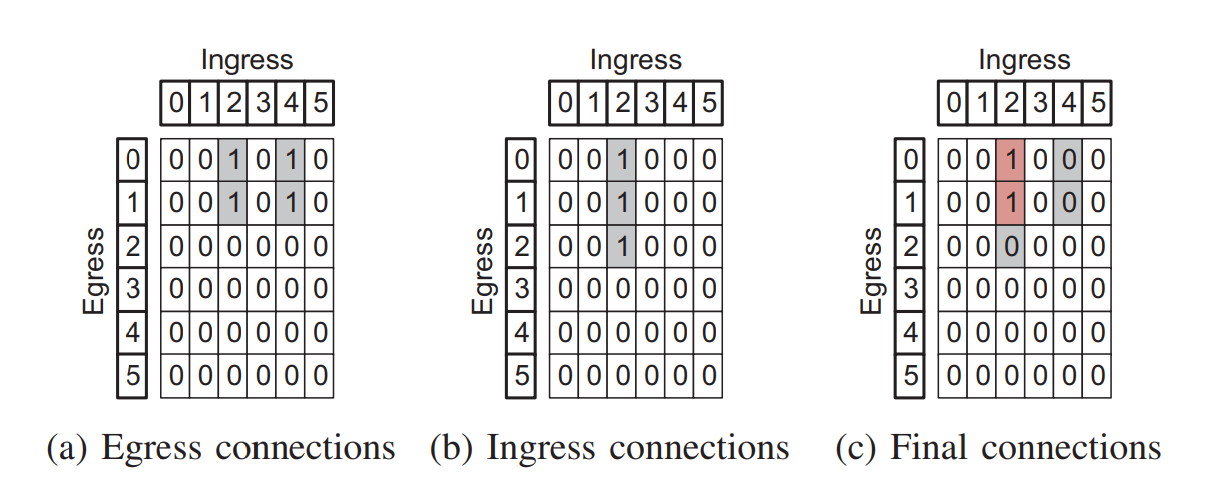 Ingress Ingress Ingress
0 1 2 3 4 5 0 1 2 3 4 5 0 1 2 3 4 5
0 0 0 1 0 1 0 0 0 0 1 0 0 0 0 0 0 1 0 0 0
1 0 0 1 0 1 0 1 0 0 1 0 0 0 1 0 0 1 0 0 0
2 0 0 0 0 0 0 2 0 0 1 0 0 0 2 0 0 0 0 0 0
3 0 0 0 0 0 0 3 0 0 0 0 0 0 3 0 0 0 0 0 0
4 0 0 0 0 0 0 4 0 0 0 0 0 0 4 0 0 0 0 0 0
5 0 0 0 0 0 0 5 0 0 0 0 0 0 5 0 0 0 0 0 0
Egress Egress Egress
(a) Egress connections (b) Ingress connections (c) Final connections